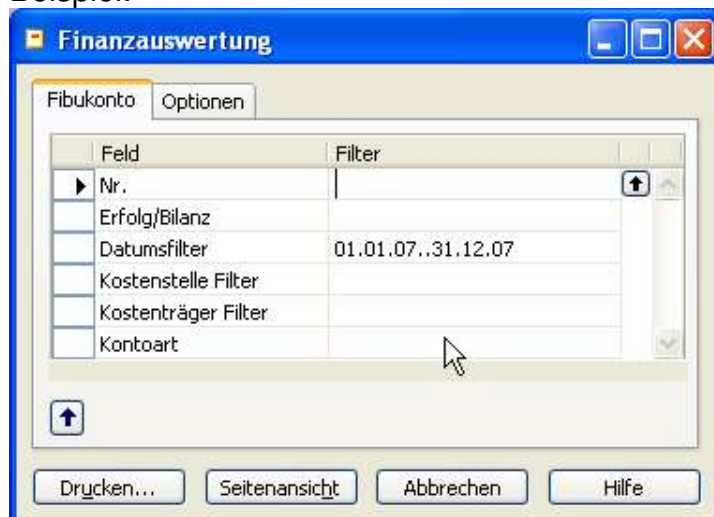 Finanzauswertung
Fibukonto Optionen
Feld Filter
Nr.
Erfolg/Bilanz
Datumsfilter 01.01.07..31.12.07
Kostenstelle Filter
Kostenträger Filter
Kontoart
Drucken... Seitenansicht Abbrechen Hilfe